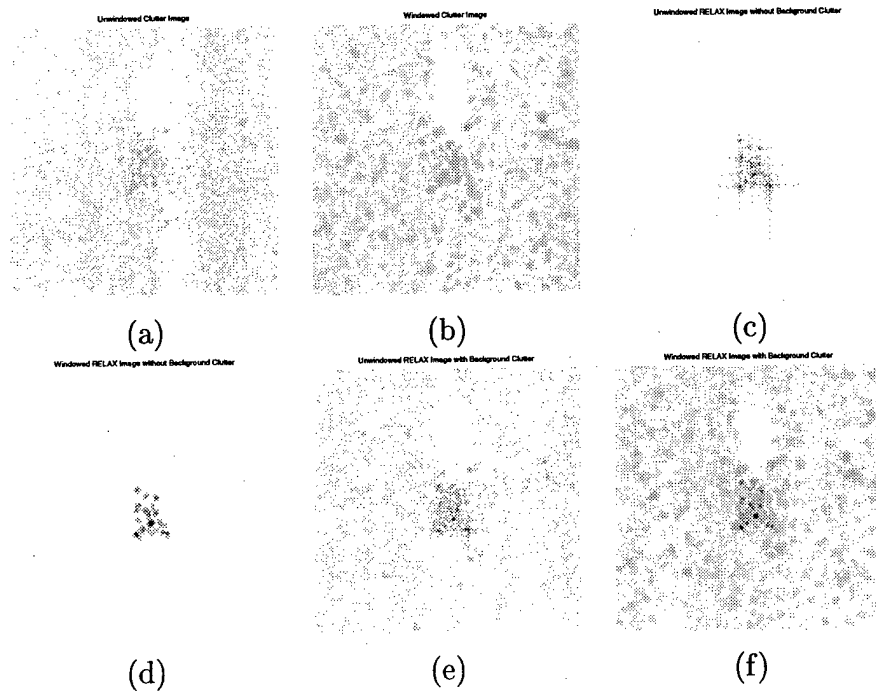 Unwindowed Clutter Image
Windowed Clutter Image
Unwindowed RELAX Image without Background Clutter
(a)
(b)
(c)
Windowed RELAX Image without Background Clutter
Unwindowed RELAX Image with Background Clutter
Windowed RELAX Image with Background Clutter
(d)
(e)
(f)